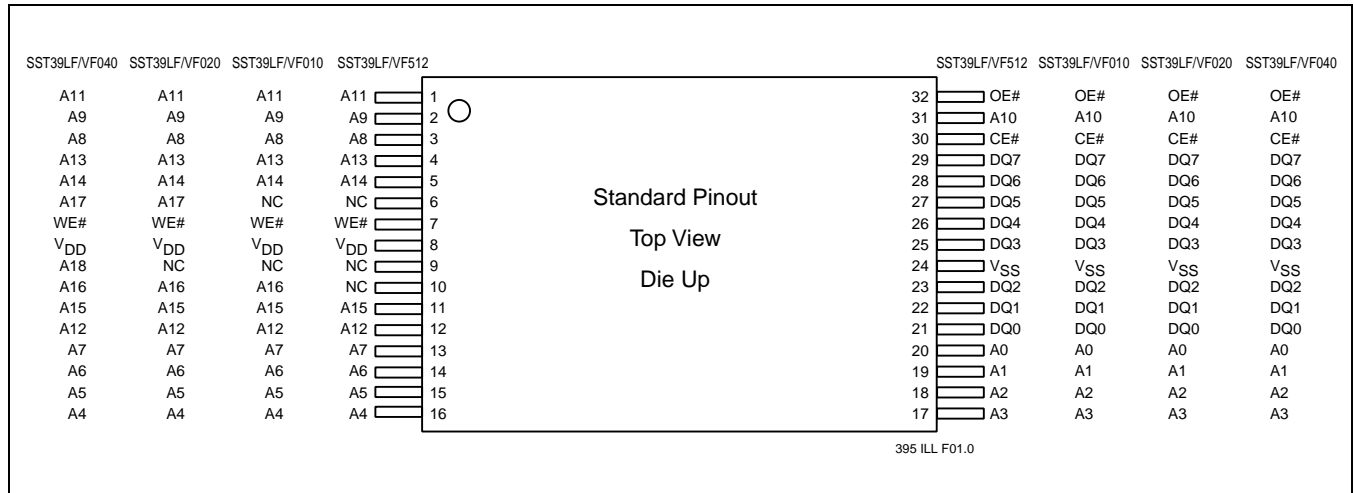 SST39LF/VF040 SST39LF/VF020 SST39LF/VF010 SST39LF/VF512 SST39LF/VF512 SST39LF/VF010 SST39LF/VF020 SST39LF/VF040
A11 A11 A11 A11 1 32 OE# OE# OE# OE#
A9 A9 A9 A9 2 31 A10 A10 A10 A10
A8 A8 A8 A8 3 30 CE# CE# CE# CE#
A13 A13 A13 A13 4 29 DQ7 DQ7 DQ7 DQ7
A14 A14 A14 A14 5 28 DQ6 DQ6 DQ6 DQ6
A17 A17 NC NC 6 Standard Pinout 27 DQ5 DQ5 DQ5 DQ5
WE# WE# WE# WE# 7 26 DQ4 DQ4 DQ4 DQ4
VDD VDD VDD VDD 8 Top View 25 DQ3 DQ3 DQ3 DQ3
A18 NC NC NC 9 24 VSS VSS VSS VSS
A16 A16 A16 NC 10 Die Up 23 DQ2 DQ2 DQ2 DQ2
A15 A15 A15 A15 11 22 DQ1 DQ1 DQ1 DQ1
A12 A12 A12 A12 12 21 DQ0 DQ0 DQ0 DQ0
A7 A7 A7 A7 13 20 A0 A0 A0 A0
A6 A6 A6 A6 14 19 A1 A1 A1 A1
A5 A5 A5 A5 15 18 A2 A2 A2 A2
A4 A4 A4 A4 16 17 A3 A3 A3 A3
395 ILL F01.0